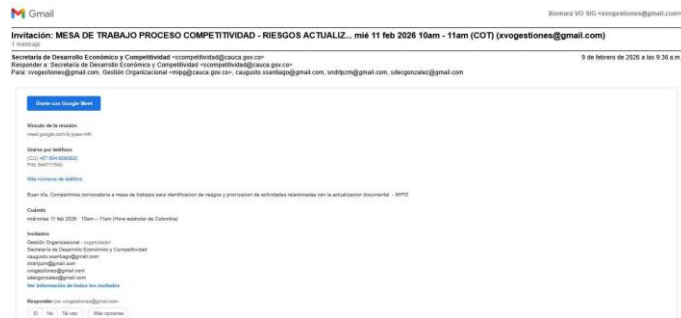 Gmail
Xiomara VO SIG <xvogestiones@gmail.com>
Invitación: MESA DE TRABAJO PROCESO COMPETITIVIDAD - RIESGOS ACTUALIZ... mié 11 feb 2026 10am - 11am (COT) (xvogestiones@gmail.com)
1 mensaje
Secretaría de Desarrollo Económico y Competitividad <scompetitividad@cauca.gov.co>
9 de febrero de 2026 a las 9:36 a.m.
Responder a: Secretaría de Desarrollo Económico y Competitividad <scompetitividad@cauca.gov.co>
Para: xvogestiones@gmail.com, Gestión Organizacional <mipg@cauca.gov.co>, caugusto.ssantiago@gmail.com, sndripzm@gmail.com, sdecgonzalez@gmail.com
Únete con Google Meet
Vínculo de la reunión
Unirse por teléfono
Más números de teléfono
Buen día. Compartimos convocatoria a mesa de trabajos para identificacion de riesgos y priorizacion de actividades relacionadas con la actualizacion documental - MIPG
Cuándo
miércoles 11 feb 2026 · 10am – 11am (Hora estándar de Colombia)
Invitados
Gestión Organizacional - organizador
Secretaría de Desarrollo Económico y Competitividad
caugusto.ssantiago@gmail.com
sndripzm@gmail.com
xvogestiones@gmail.com
sdecgonzalez@gmail.com
Ver información de todos los invitados
Responder por xvogestiones@gmail.com
Sí No Tal vez Más opciones